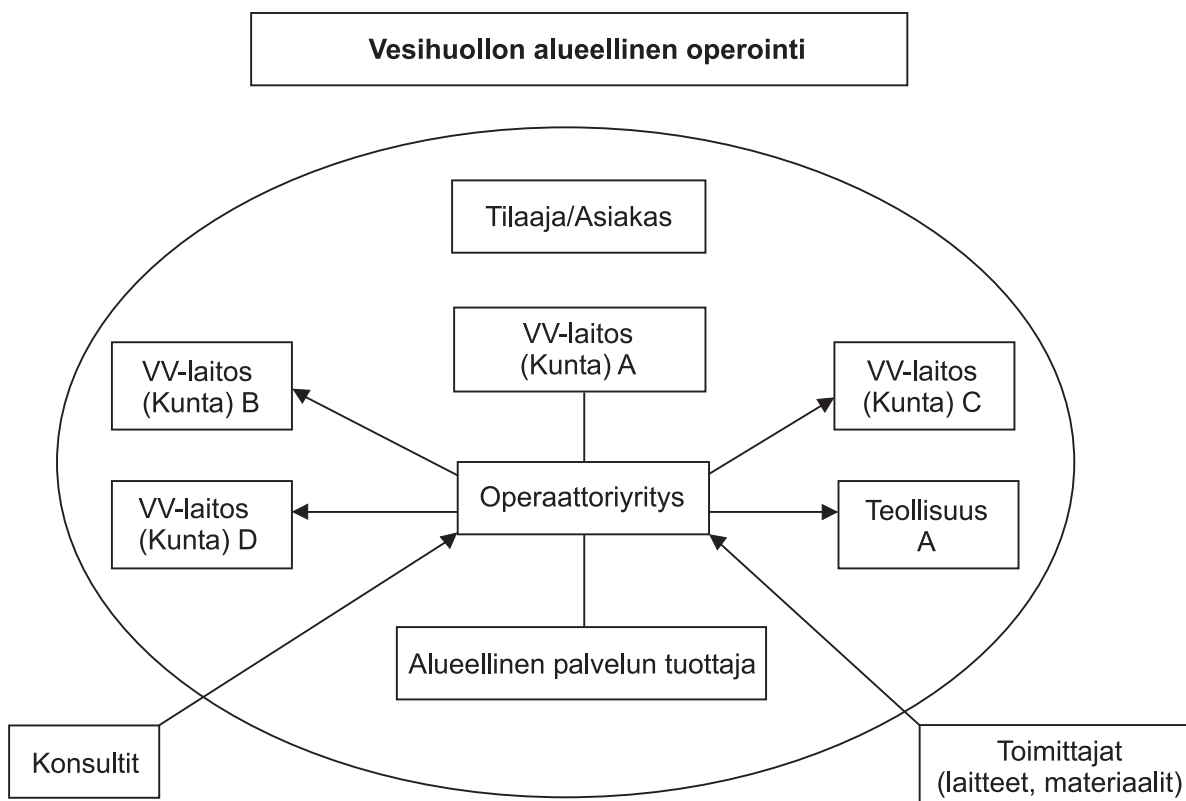 Vesihuollon alueellinen operointi
Tilaaja/Asiakas
VV-laitos
(Kunta) A
VV-laitos
(Kunta) B
VV-laitos
(Kunta) C
Operaattoriyritys
VV-laitos
(Kunta) D
Teollisuus
A
Alueellinen palvelun tuottaja
Konsultit
Toimittajat
(laitteet, materiaalit)